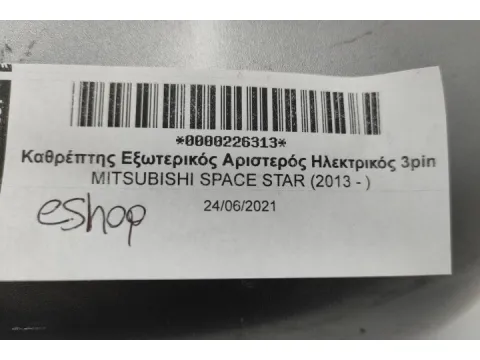 *0000226313*
Καθρέπτης Εξωτερικός Αριστερός Ηλεκτρικός 3pin
MITSUBISHI SPACE STAR (2013 - )
24/06/2021
eshop